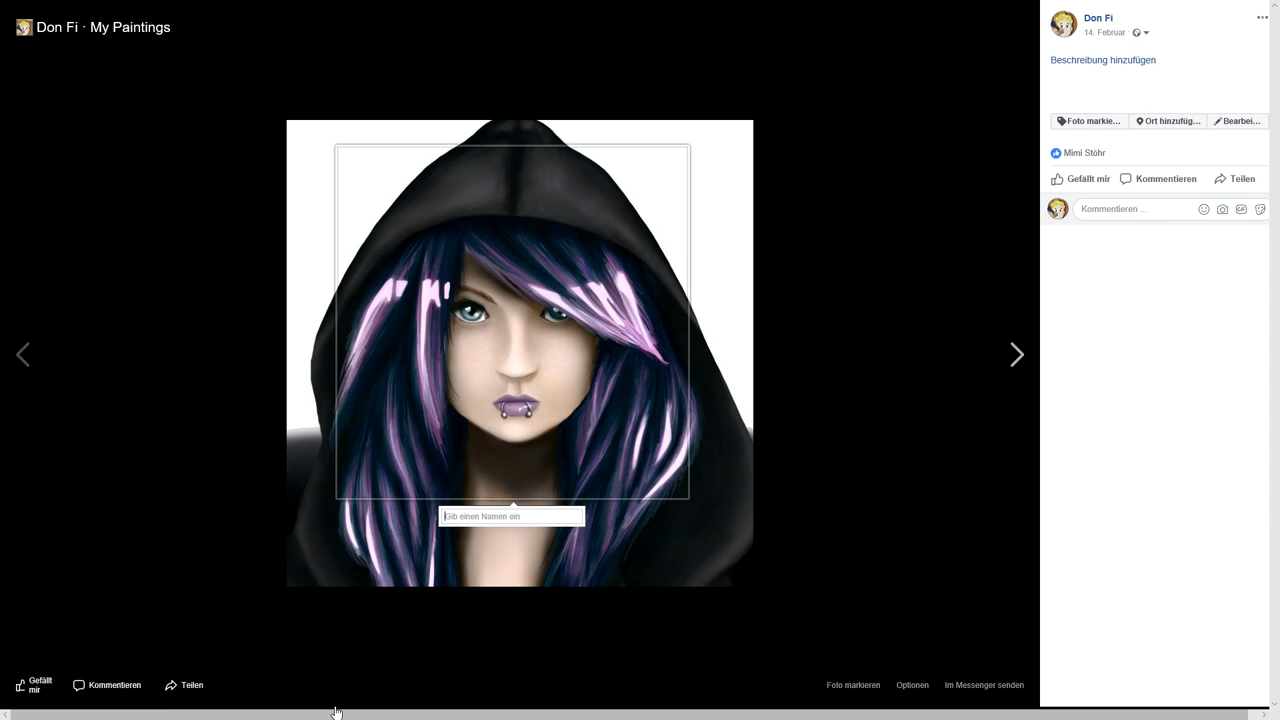 Don Fi · My Paintings
Gib einen Namen ein
Gefällt mir
Kommentieren
Teilen
Foto markieren
Optionen
Im Messenger senden
Don Fi
14. Februar ·
Beschreibung hinzufügen
Foto markie...
Ort hinzufüg...
Bearbei...
Mimi Stöhr
Gefällt mir
Kommentieren
Teilen
Kommentieren ...
GIF